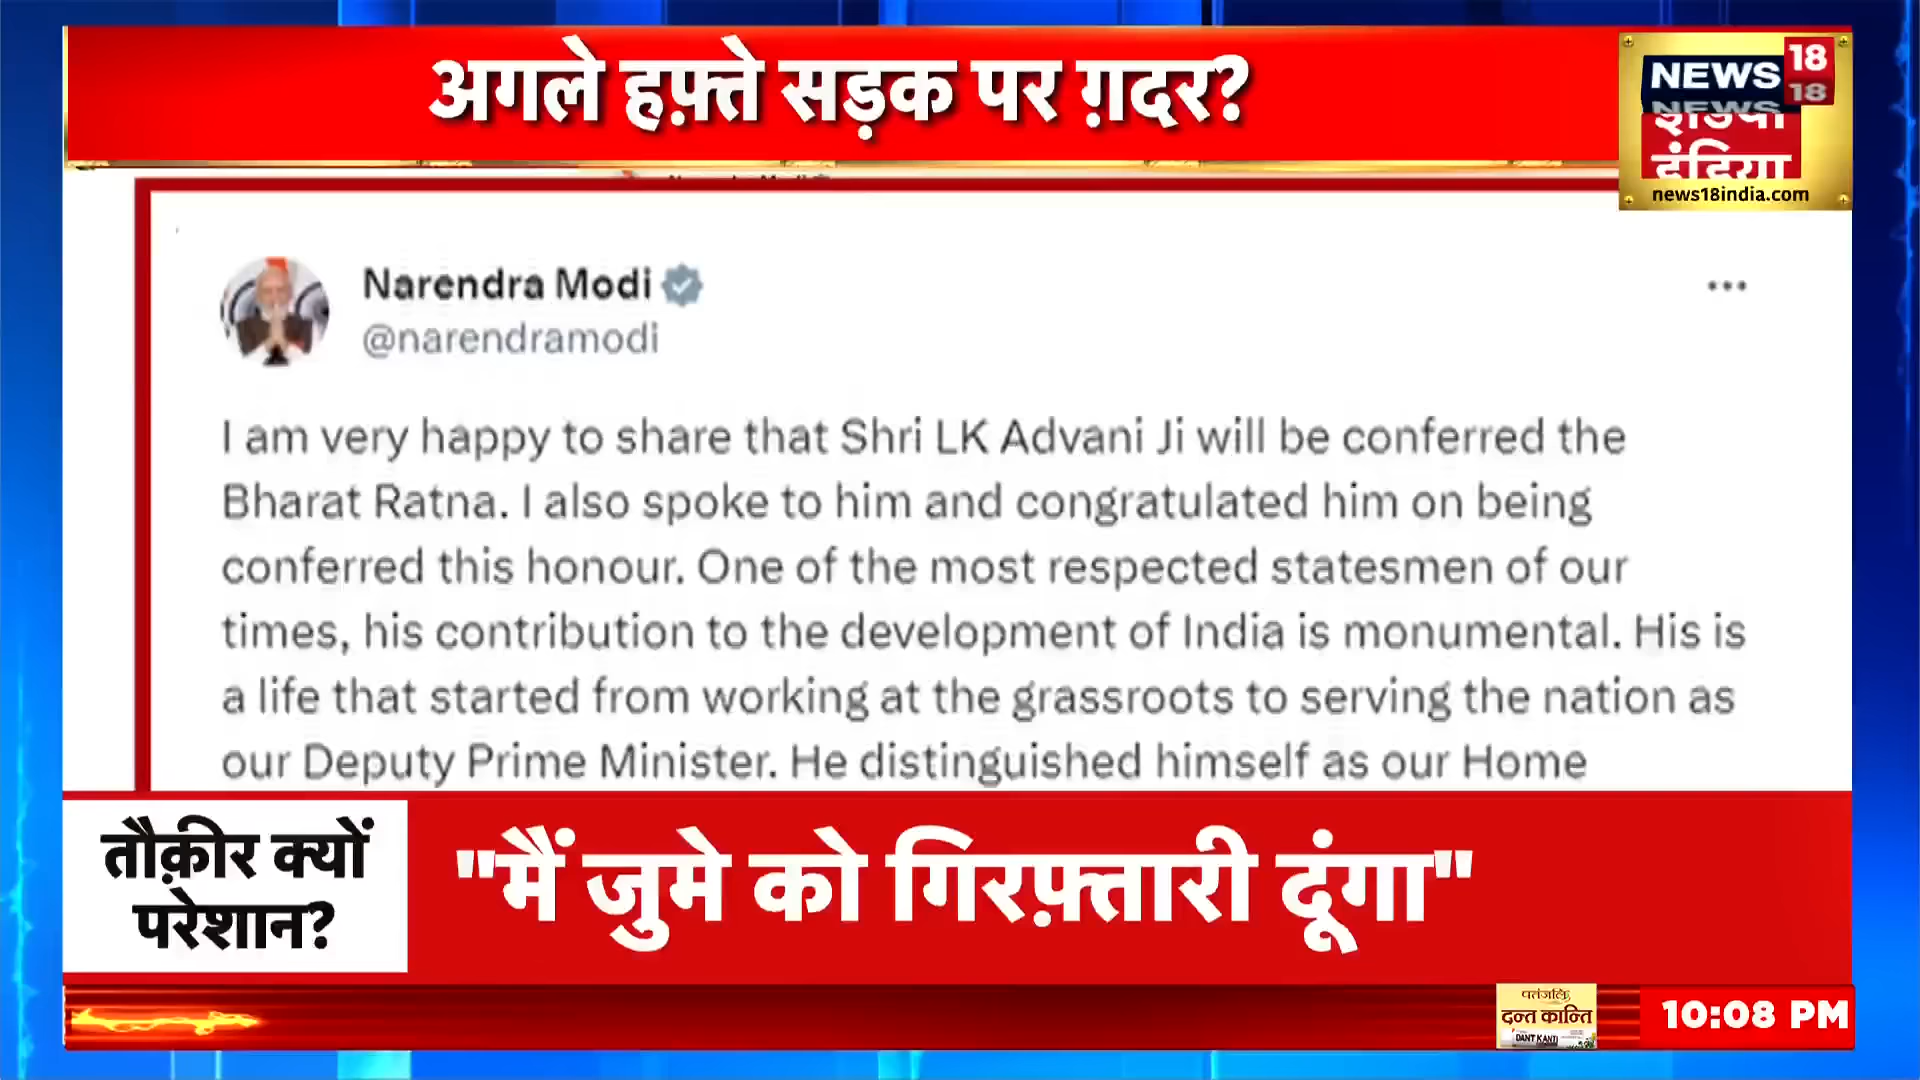 अगले हफ़्ते सड़क पर ग़दर?
NEWS 18
इंडिया
news18india.com
Narendra Modi
@narendramodi
I am very happy to share that Shri LK Advani Ji will be conferred the
Bharat Ratna. I also spoke to him and congratulated him on being
conferred this honour. One of the most respected statesmen of our
times, his contribution to the development of India is monumental. His is
a life that started from working at the grassroots to serving the nation as
our Deputy Prime Minister. He distinguished himself as our Home
तौक़ीर क्यों
परेशान?
"मैं जुमे को गिरफ़्तारी दूंगा"
पतंजलि
दन्त कान्ति
DANT KANTI
10:08 PM